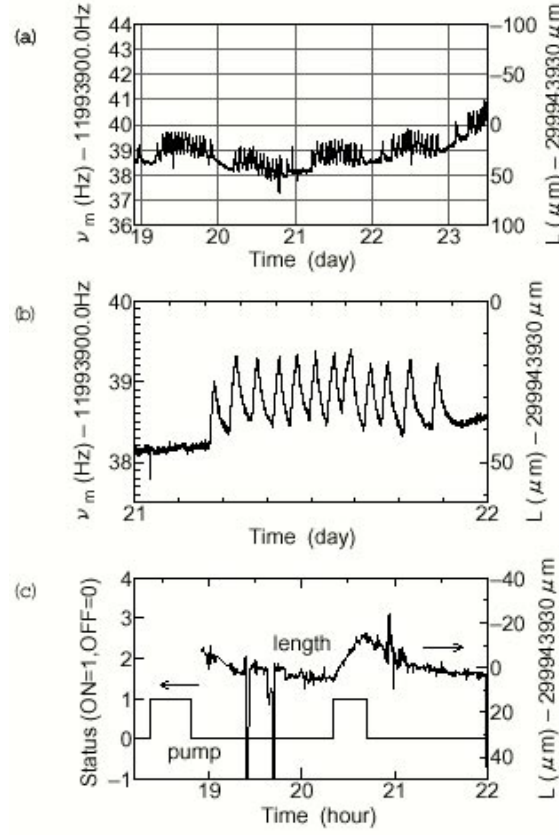 (a)
ν m (Hz) − 11993900.0Hz
44
43
42
41
40
39
38
37
36
−100
−50
0
50
100
L (μm) − 299943930 μm
19 20 21 22 23
Time (day)
(b)
ν m (Hz) − 11993900.0Hz
40
39
38
0
50
L (μm) − 299943930 μm
21 22
Time (day)
(c)
Status (ON=1,OFF=0)
4
3
2
1
0
−1
length
pump
−40
−20
0
20
40
L (μm) − 299943930 μm
19 20 21 22
Time (hour)